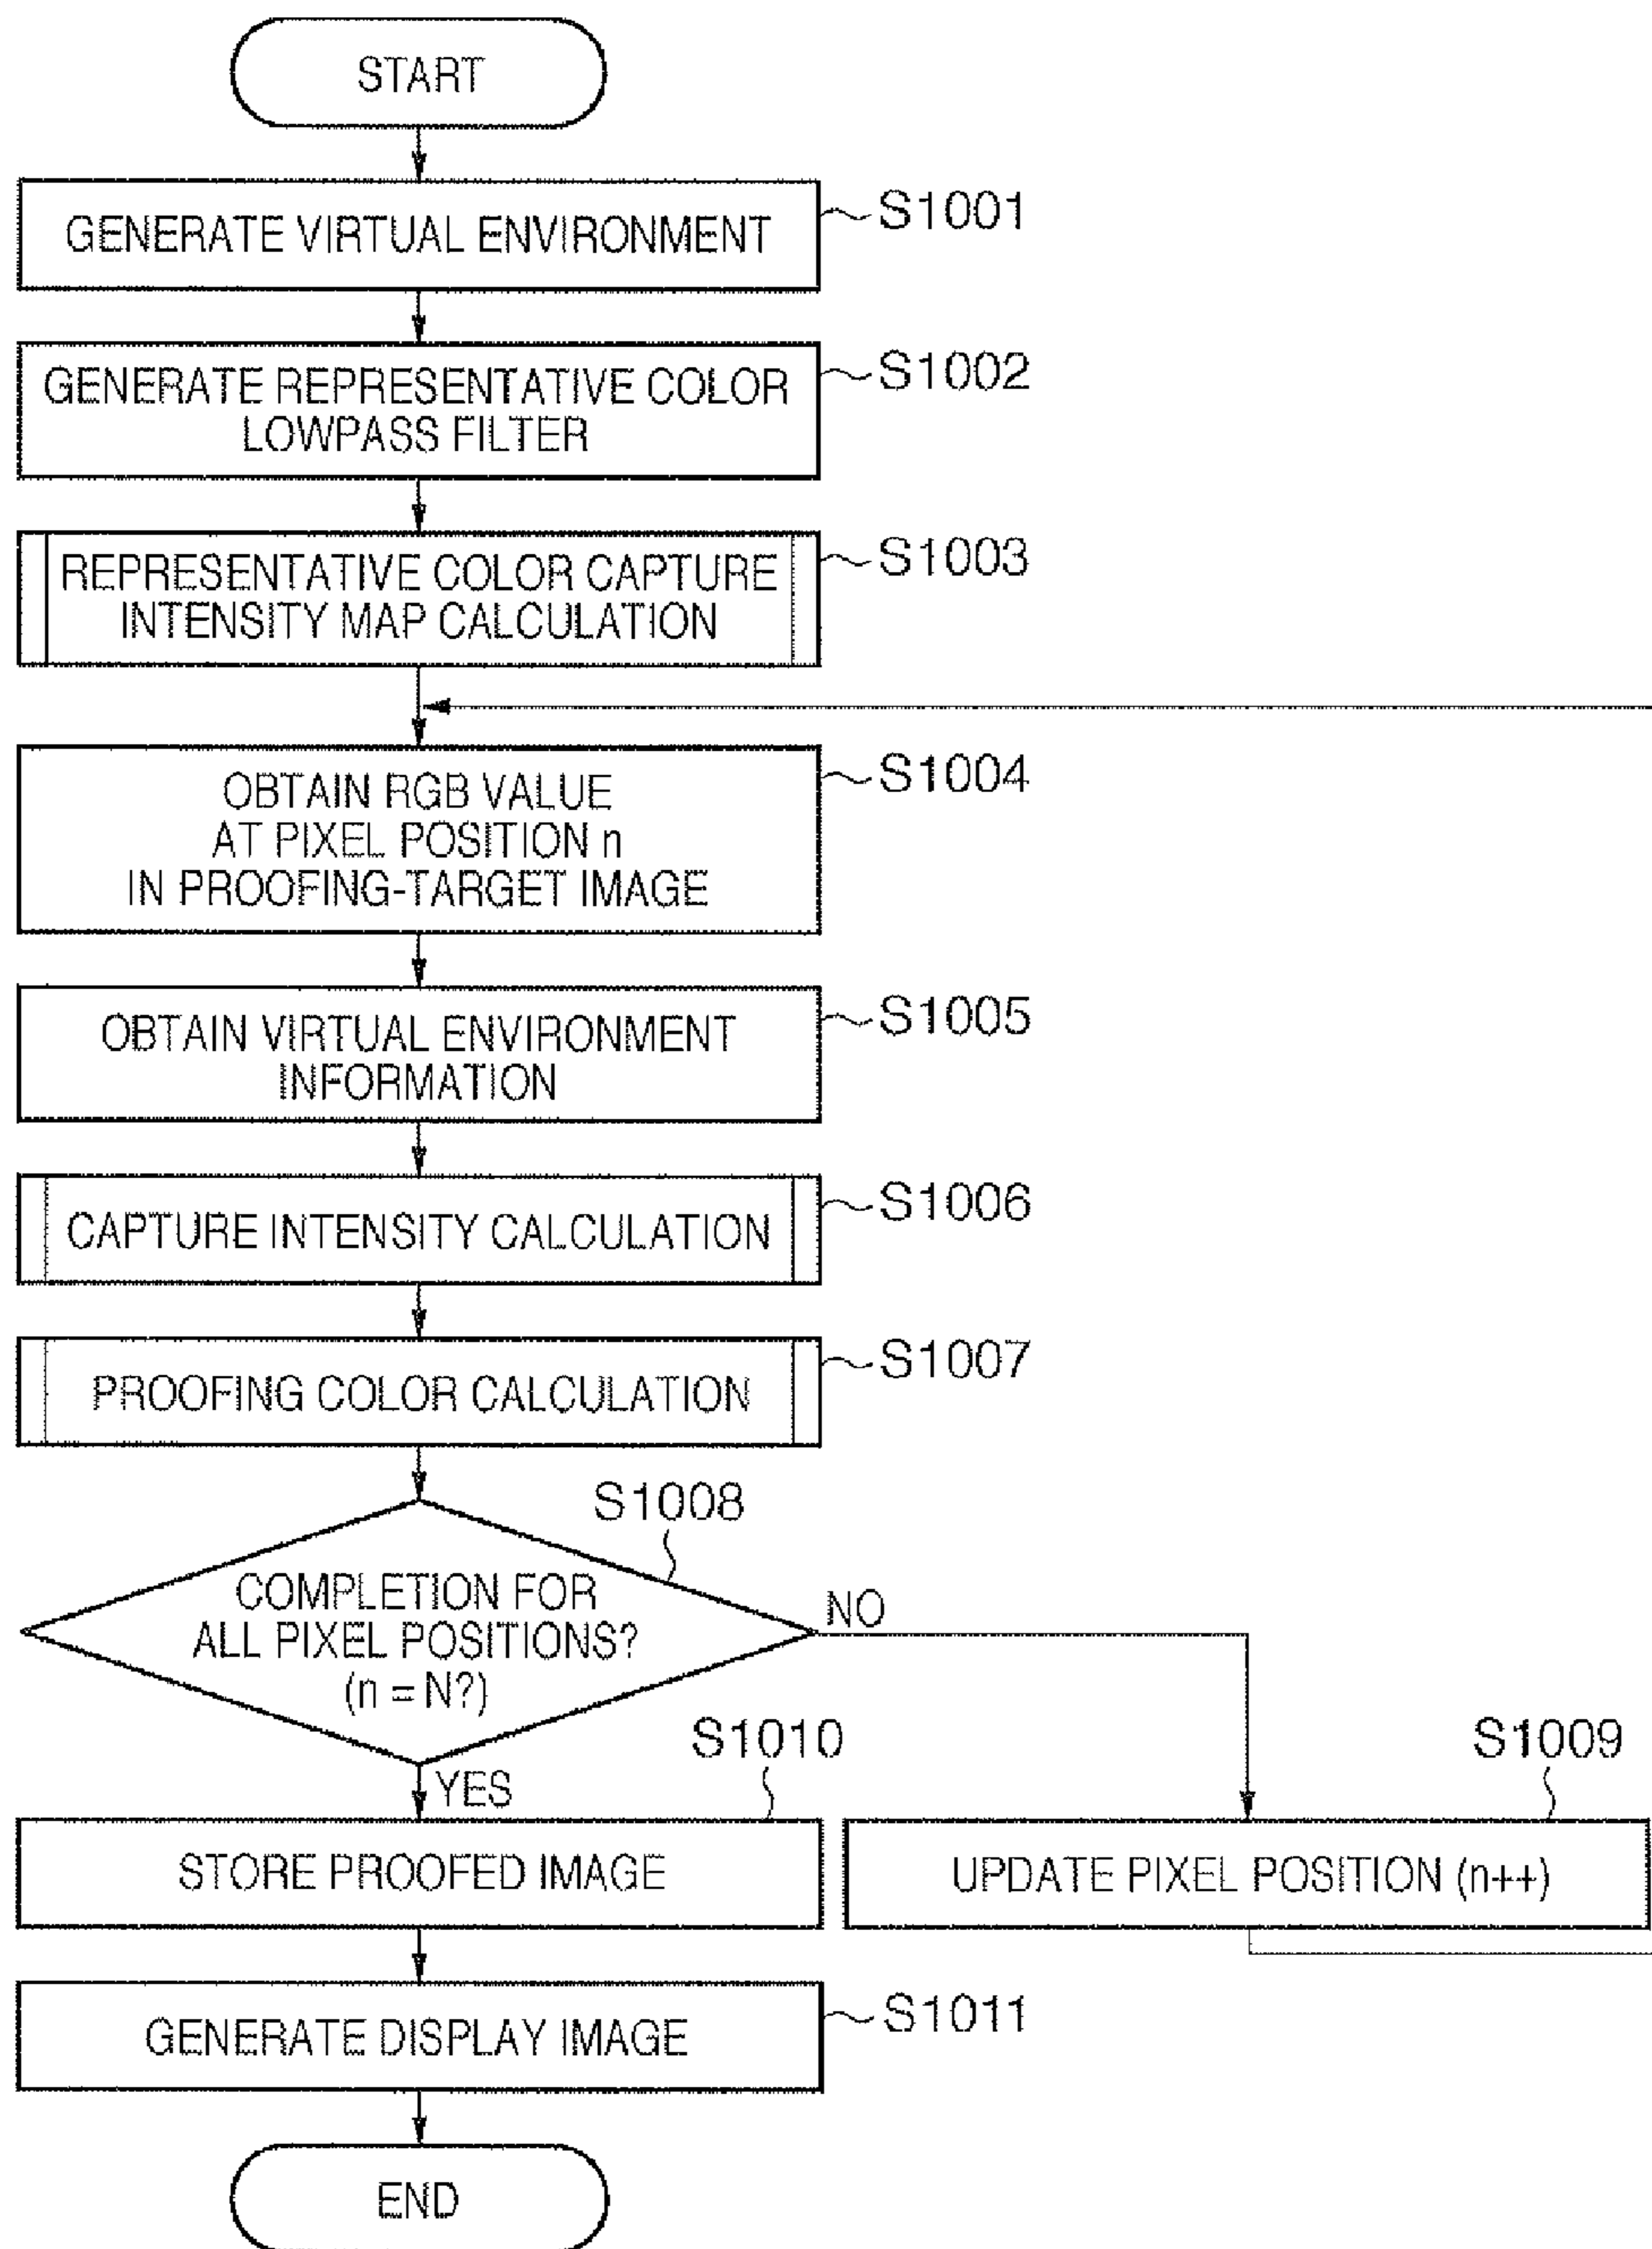 START
GENERATE VIRTUAL ENVIRONMENT
S1001
GENERATE REPRESENTATIVE COLOR
LOWPASS FILTER
S1002
REPRESENTATIVE COLOR CAPTURE
INTENSITY MAP CALCULATION
S1003
OBTAIN RGB VALUE
AT PIXEL POSITION n
IN PROOFING-TARGET IMAGE
S1004
OBTAIN VIRTUAL ENVIRONMENT
INFORMATION
S1005
CAPTURE INTENSITY CALCULATION
S1006
PROOFING COLOR CALCULATION
S1007
S1008
COMPLETION FOR
ALL PIXEL POSITIONS?
(n = N?)
NO
YES
S1010
STORE PROOFED IMAGE
S1009
UPDATE PIXEL POSITION (n++)
GENERATE DISPLAY IMAGE
S1011
END